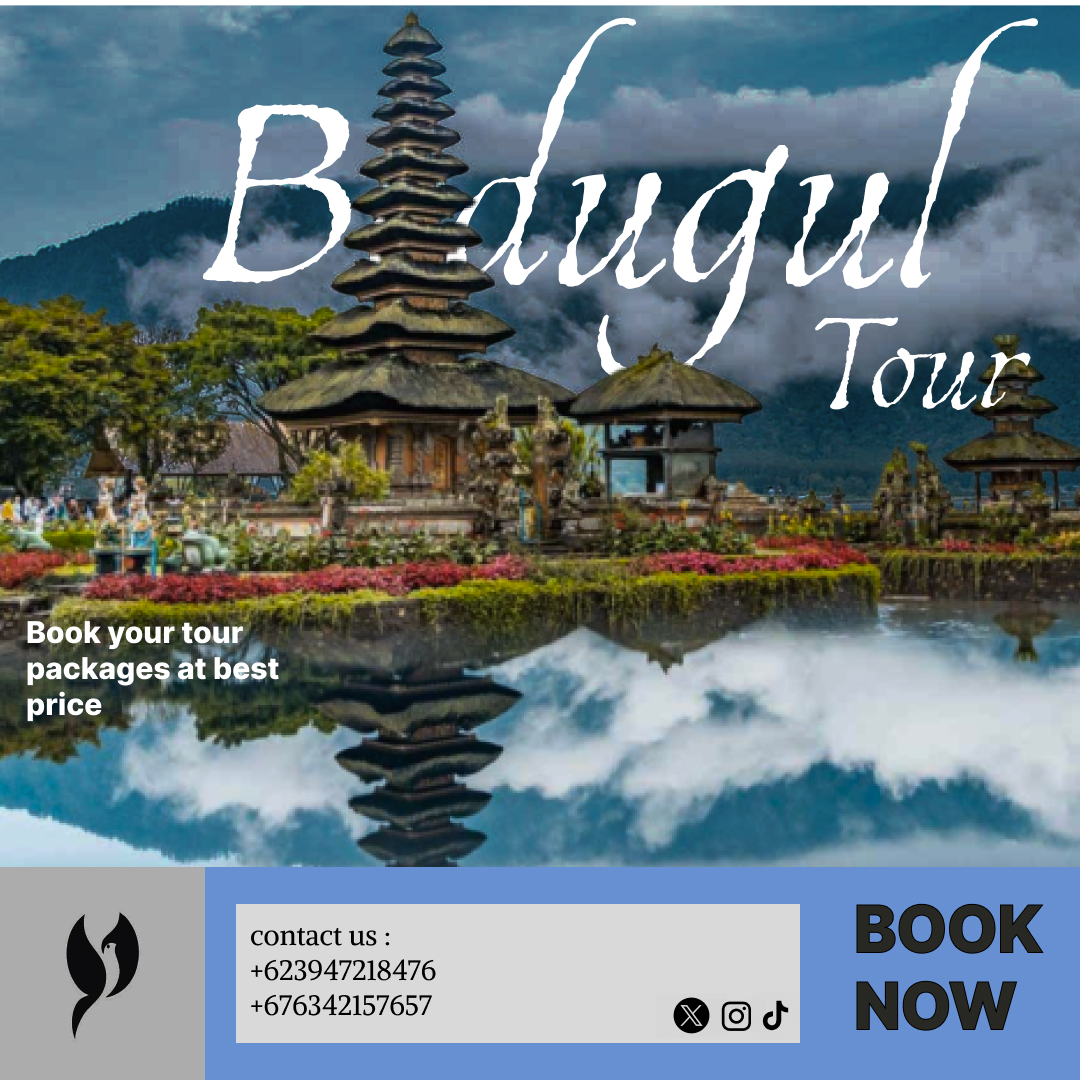 Bedugul
Tour
Book your tour
packages at best
price
contact us :
+623947218476
+676342157657
BOOK
NOW